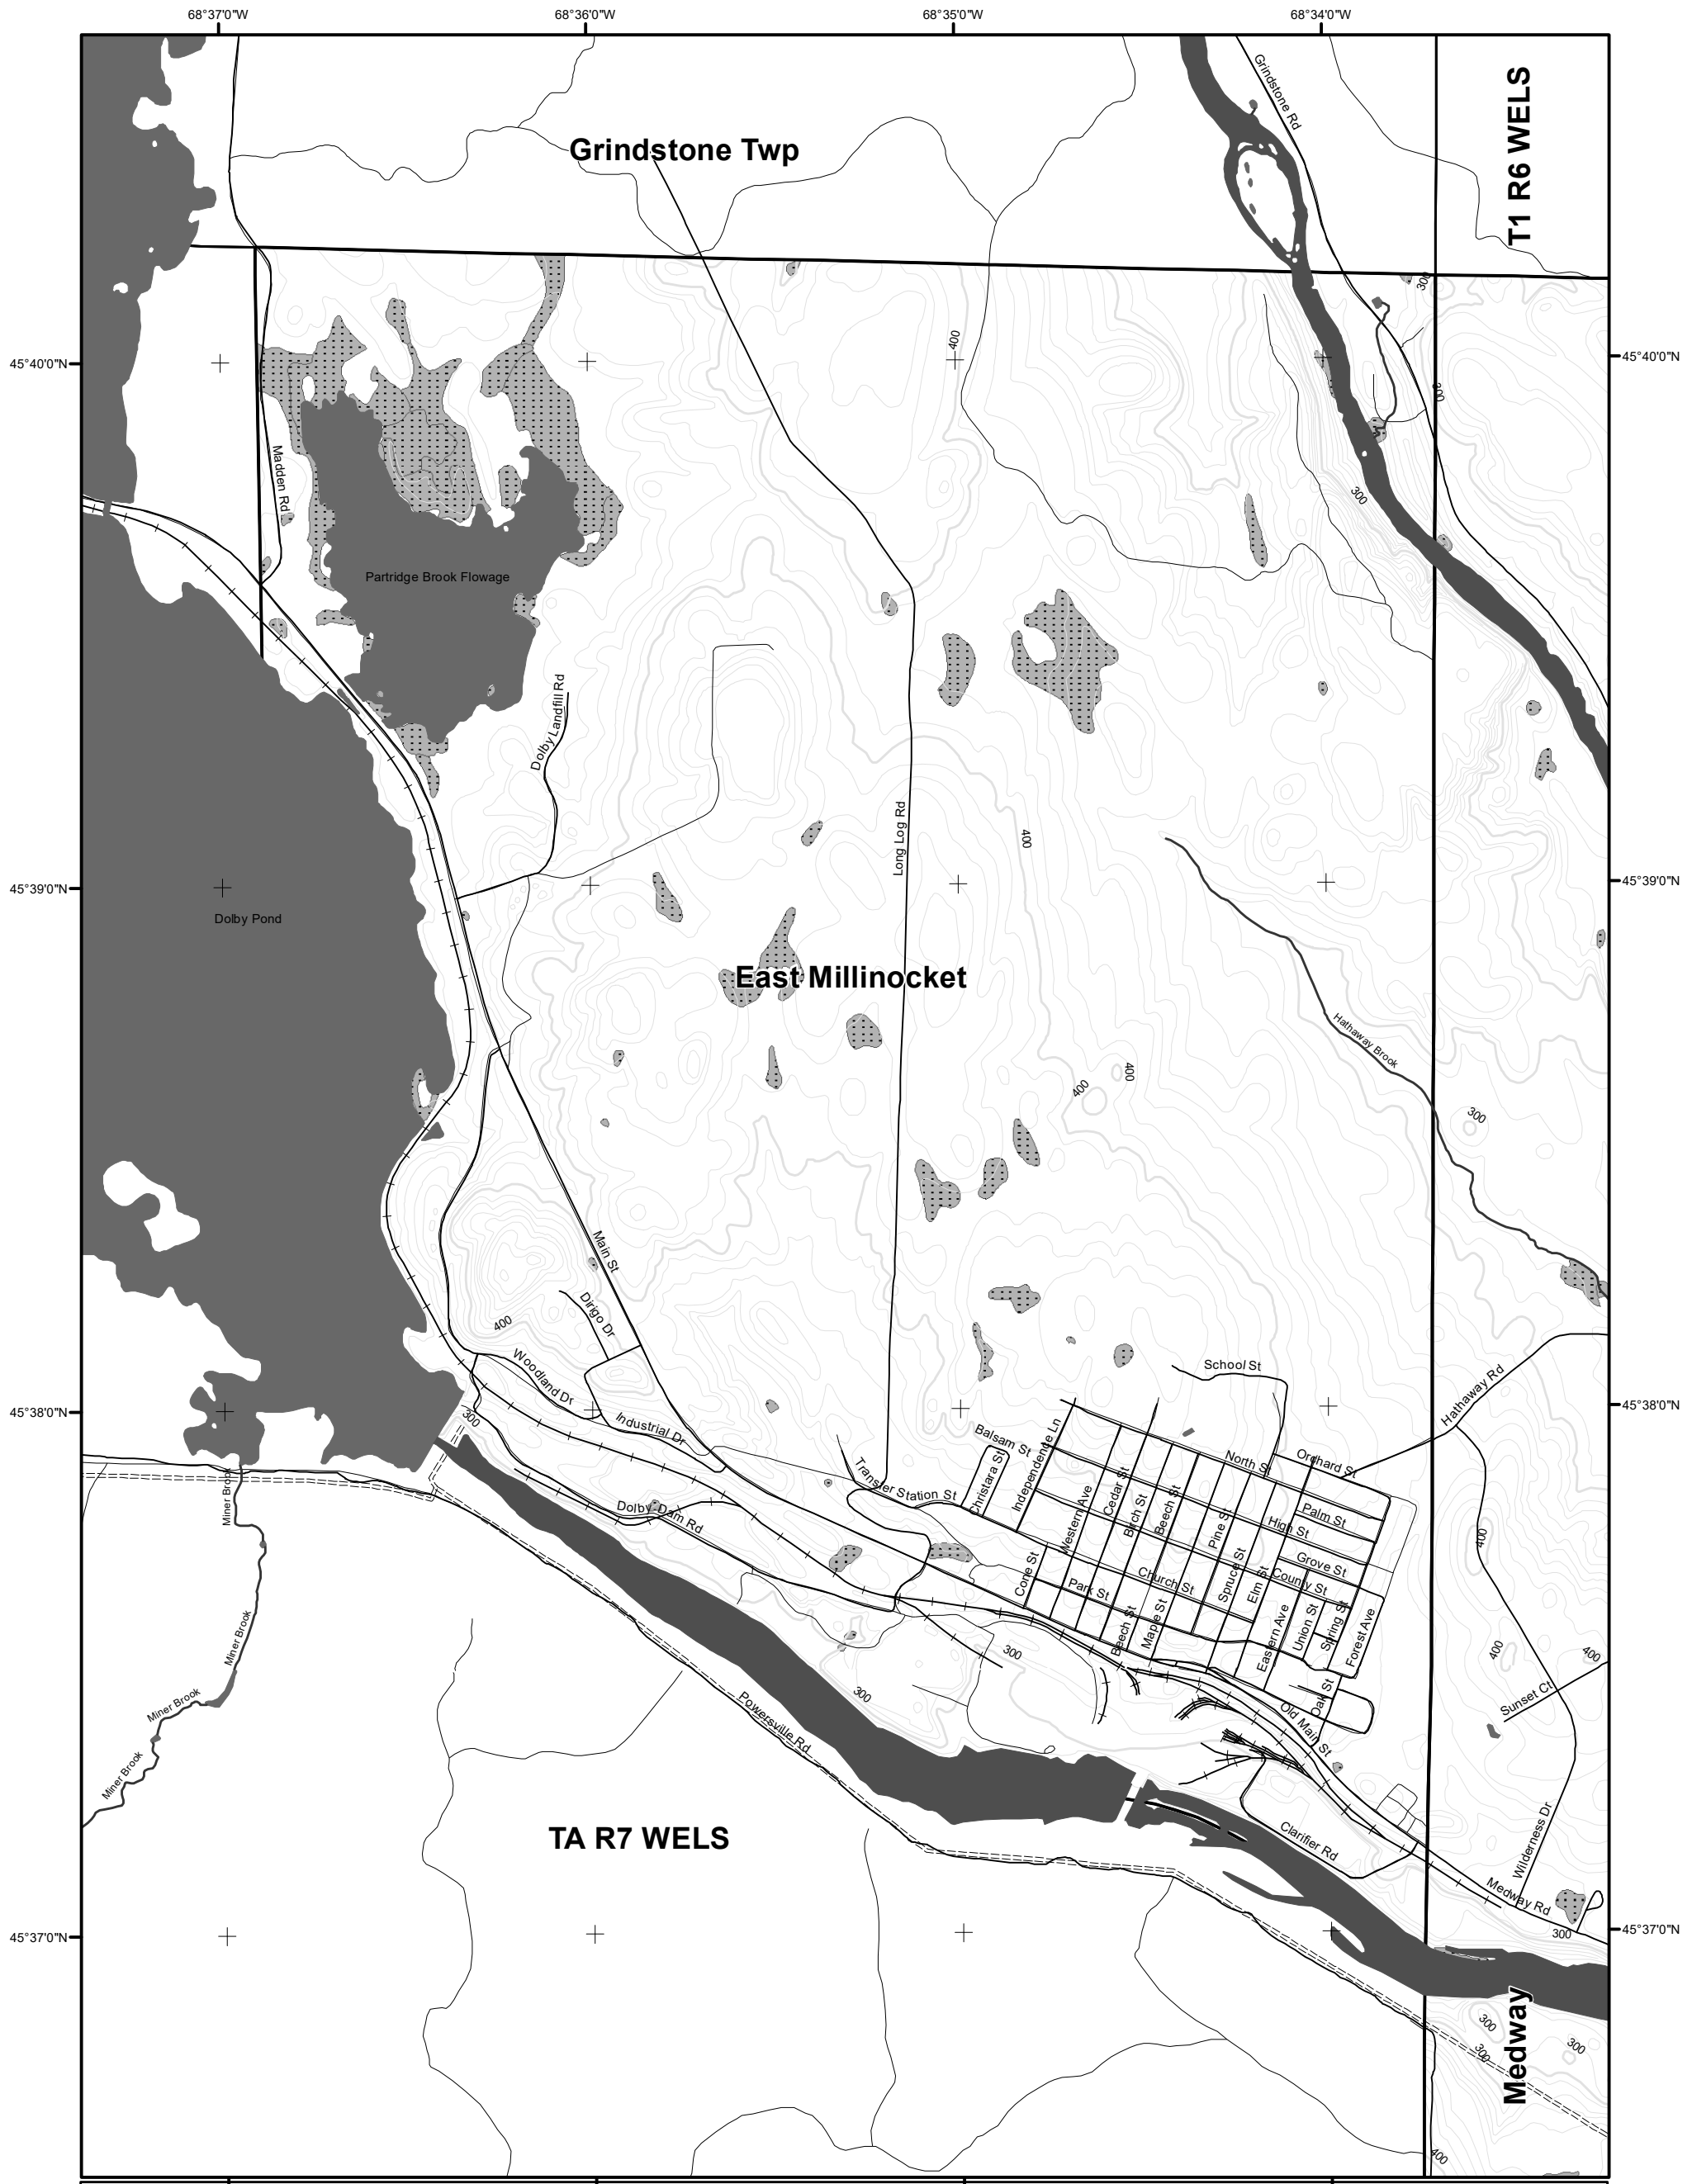 68°37'0"W
68°36'0"W
68°35'0"W
68°34'0"W
Grindstone Rd
T1 R6 WELS
Grindstone Twp
300
400
45°40'0"N
45°40'0"N
300
Madden Rd
300
Partridge Brook Flowage
Dolby Landfill Rd
Long Log Rd
400
45°39'0"N
45°39'0"N
Dolby Pond
East Millinocket
Hathaway Brook
400
400
300
Main St
Dirigo Dr
400
Woodland Dr
School St
Hathaway Rd
45°38'0"N
45°38'0"N
300
Industrial Dr
Balsam St
Independence Ln
Christara St
North St
Orchard St
Transfer Station St
Miner Brook
Dolby Dam Rd
Western Ave
Cedar St
Birch St
Beech St
Pine St
High St
Palm St
400
Cone St
Park St
Church St
Spruce St
Elm St
County St
Grove St
Miner Brook
Beech St
Maple St
Eastern Ave
Union St
Spring St
Forest Ave
300
400
400
300
Miner Brook
Powersville Rd
Oak St
Old Main St
Sunset Ct
Miner Brook
TA R7 WELS
Clarifier Rd
Wilderness Dr
Medway Rd
45°37'0"N
45°37'0"N
300
300
300
300
Medway
400